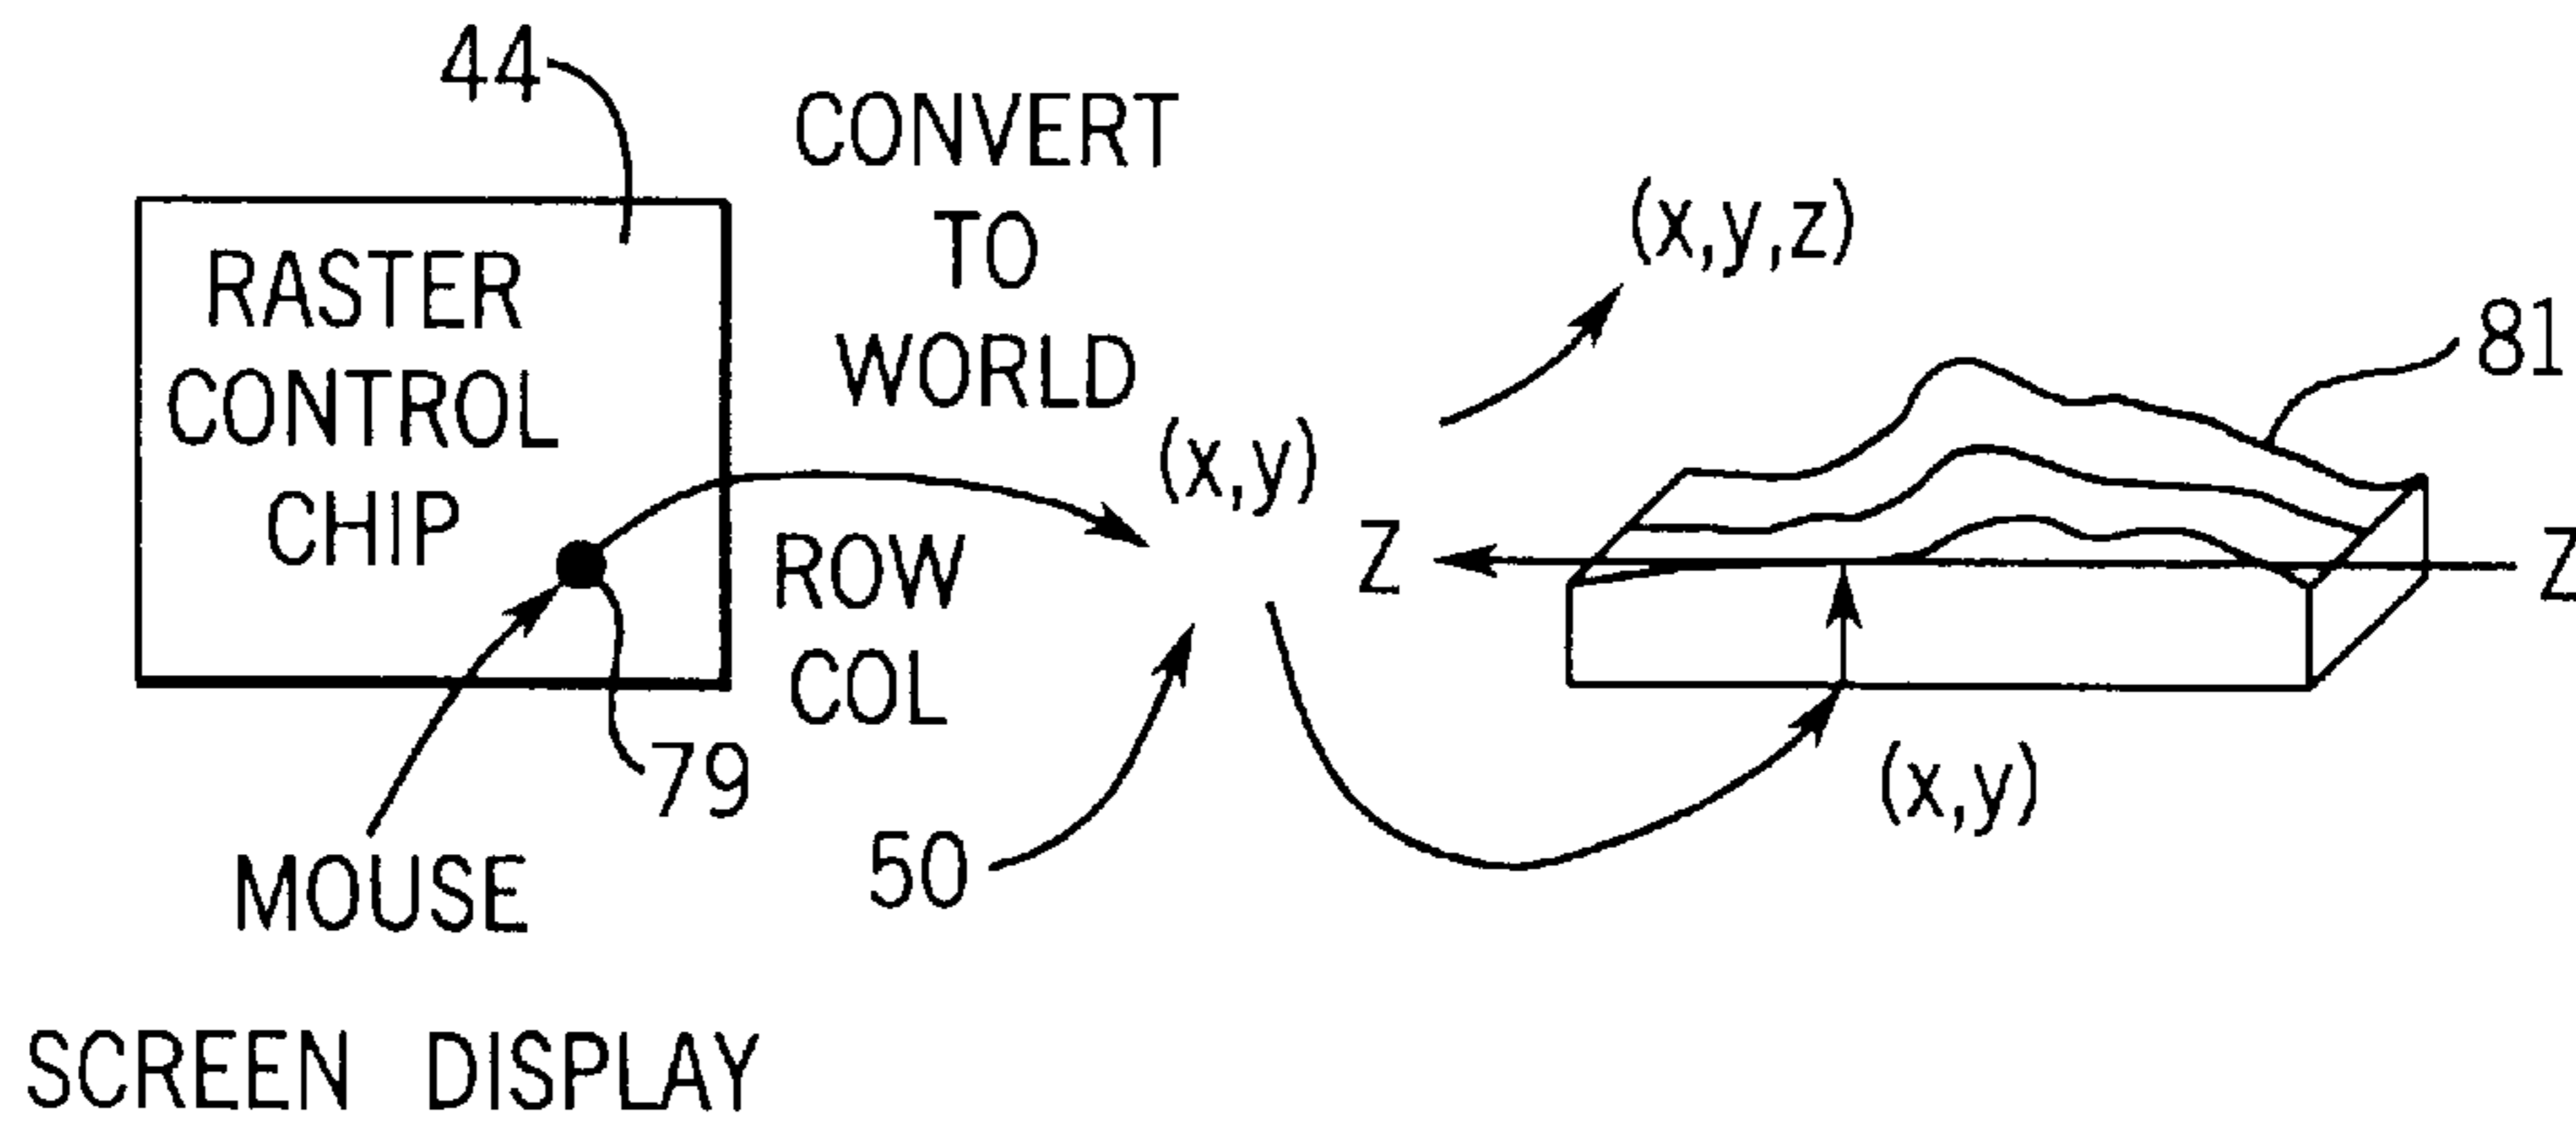 44
CONVERT
TO
WORLD
RASTER
CONTROL
CHIP
(x,y,z)
81
(x,y)
ROW
COL
Z
Z
79
(x,y)
50
MOUSE
SCREEN DISPLAY